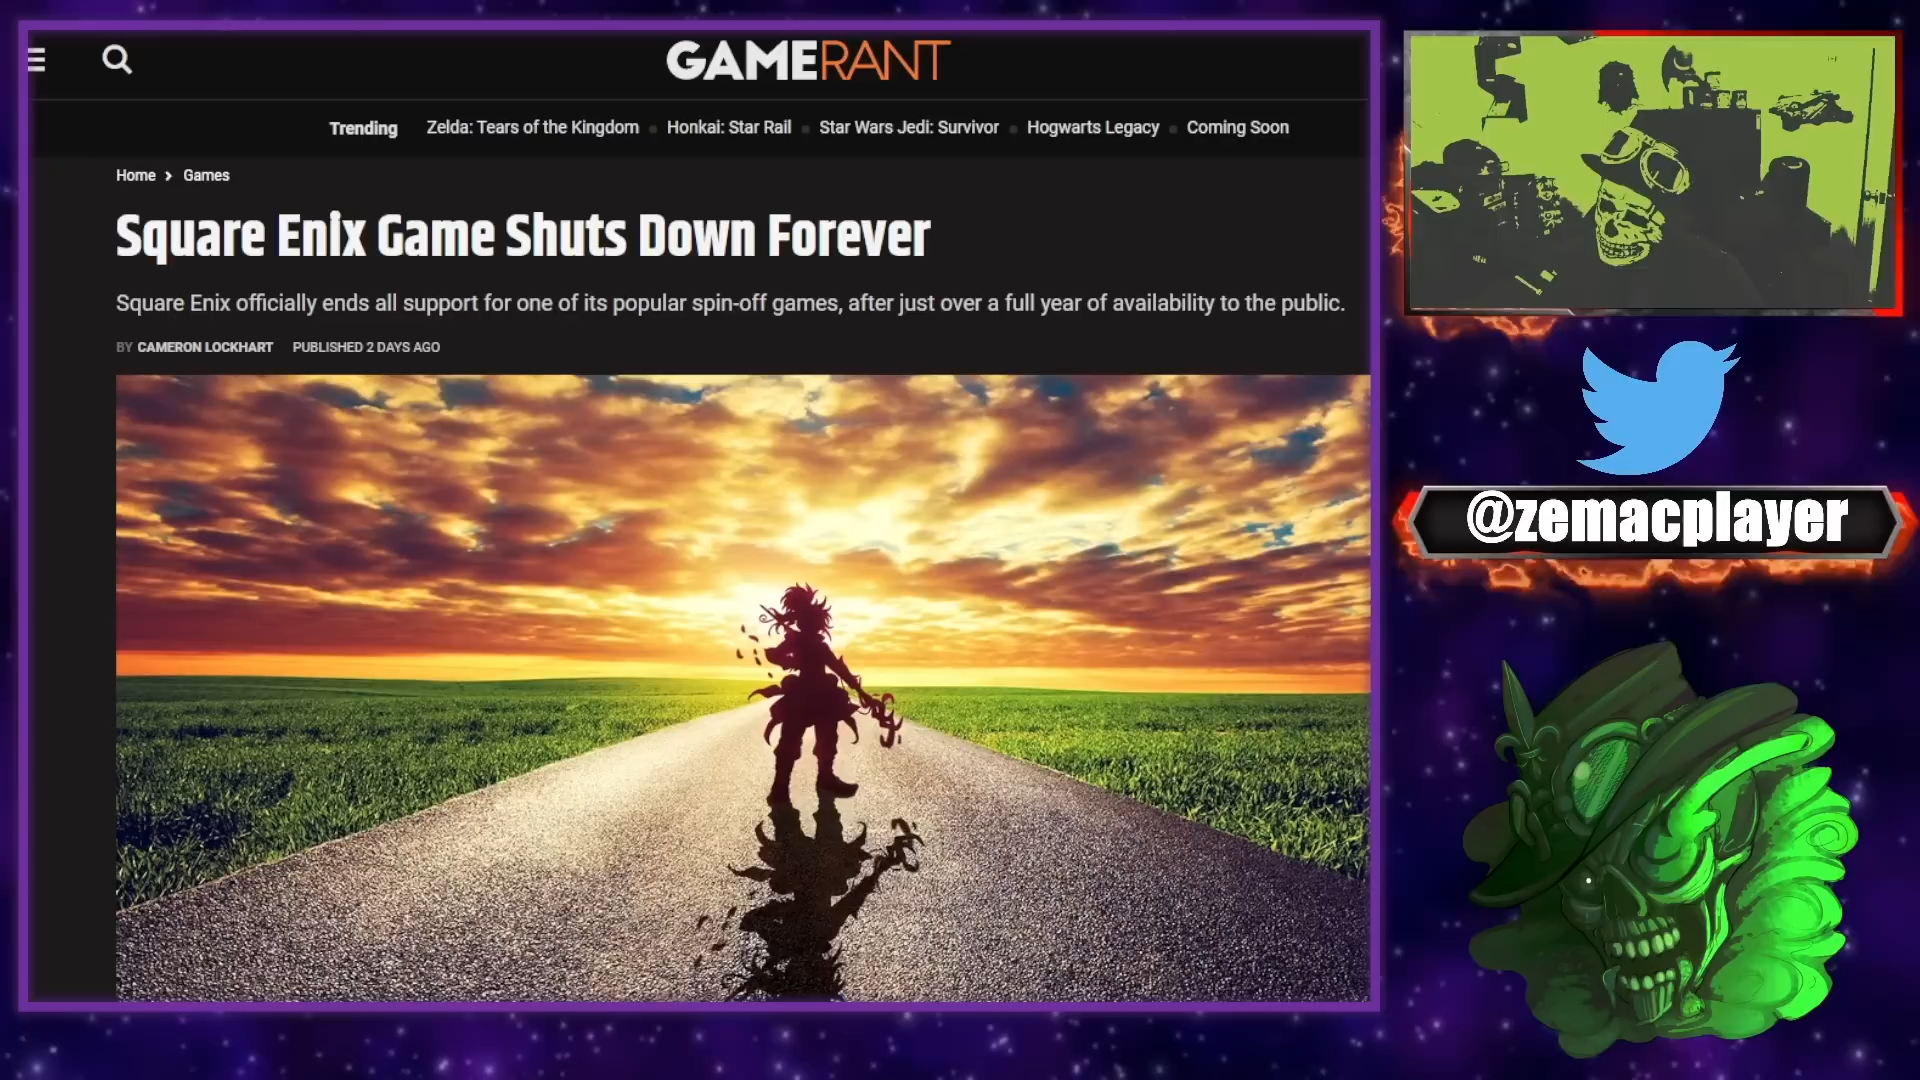 GAMERANT
Trending Zelda: Tears of the Kingdom Honkai: Star Rail Star Wars Jedi: Survivor Hogwarts Legacy Coming Soon
Home > Games
Square Enix Game Shuts Down Forever
Square Enix officially ends all support for one of its popular spin-off games, after just over a full year of availability to the public.
BY CAMERON LOCKHART PUBLISHED 2 DAYS AGO
@zemacplayer